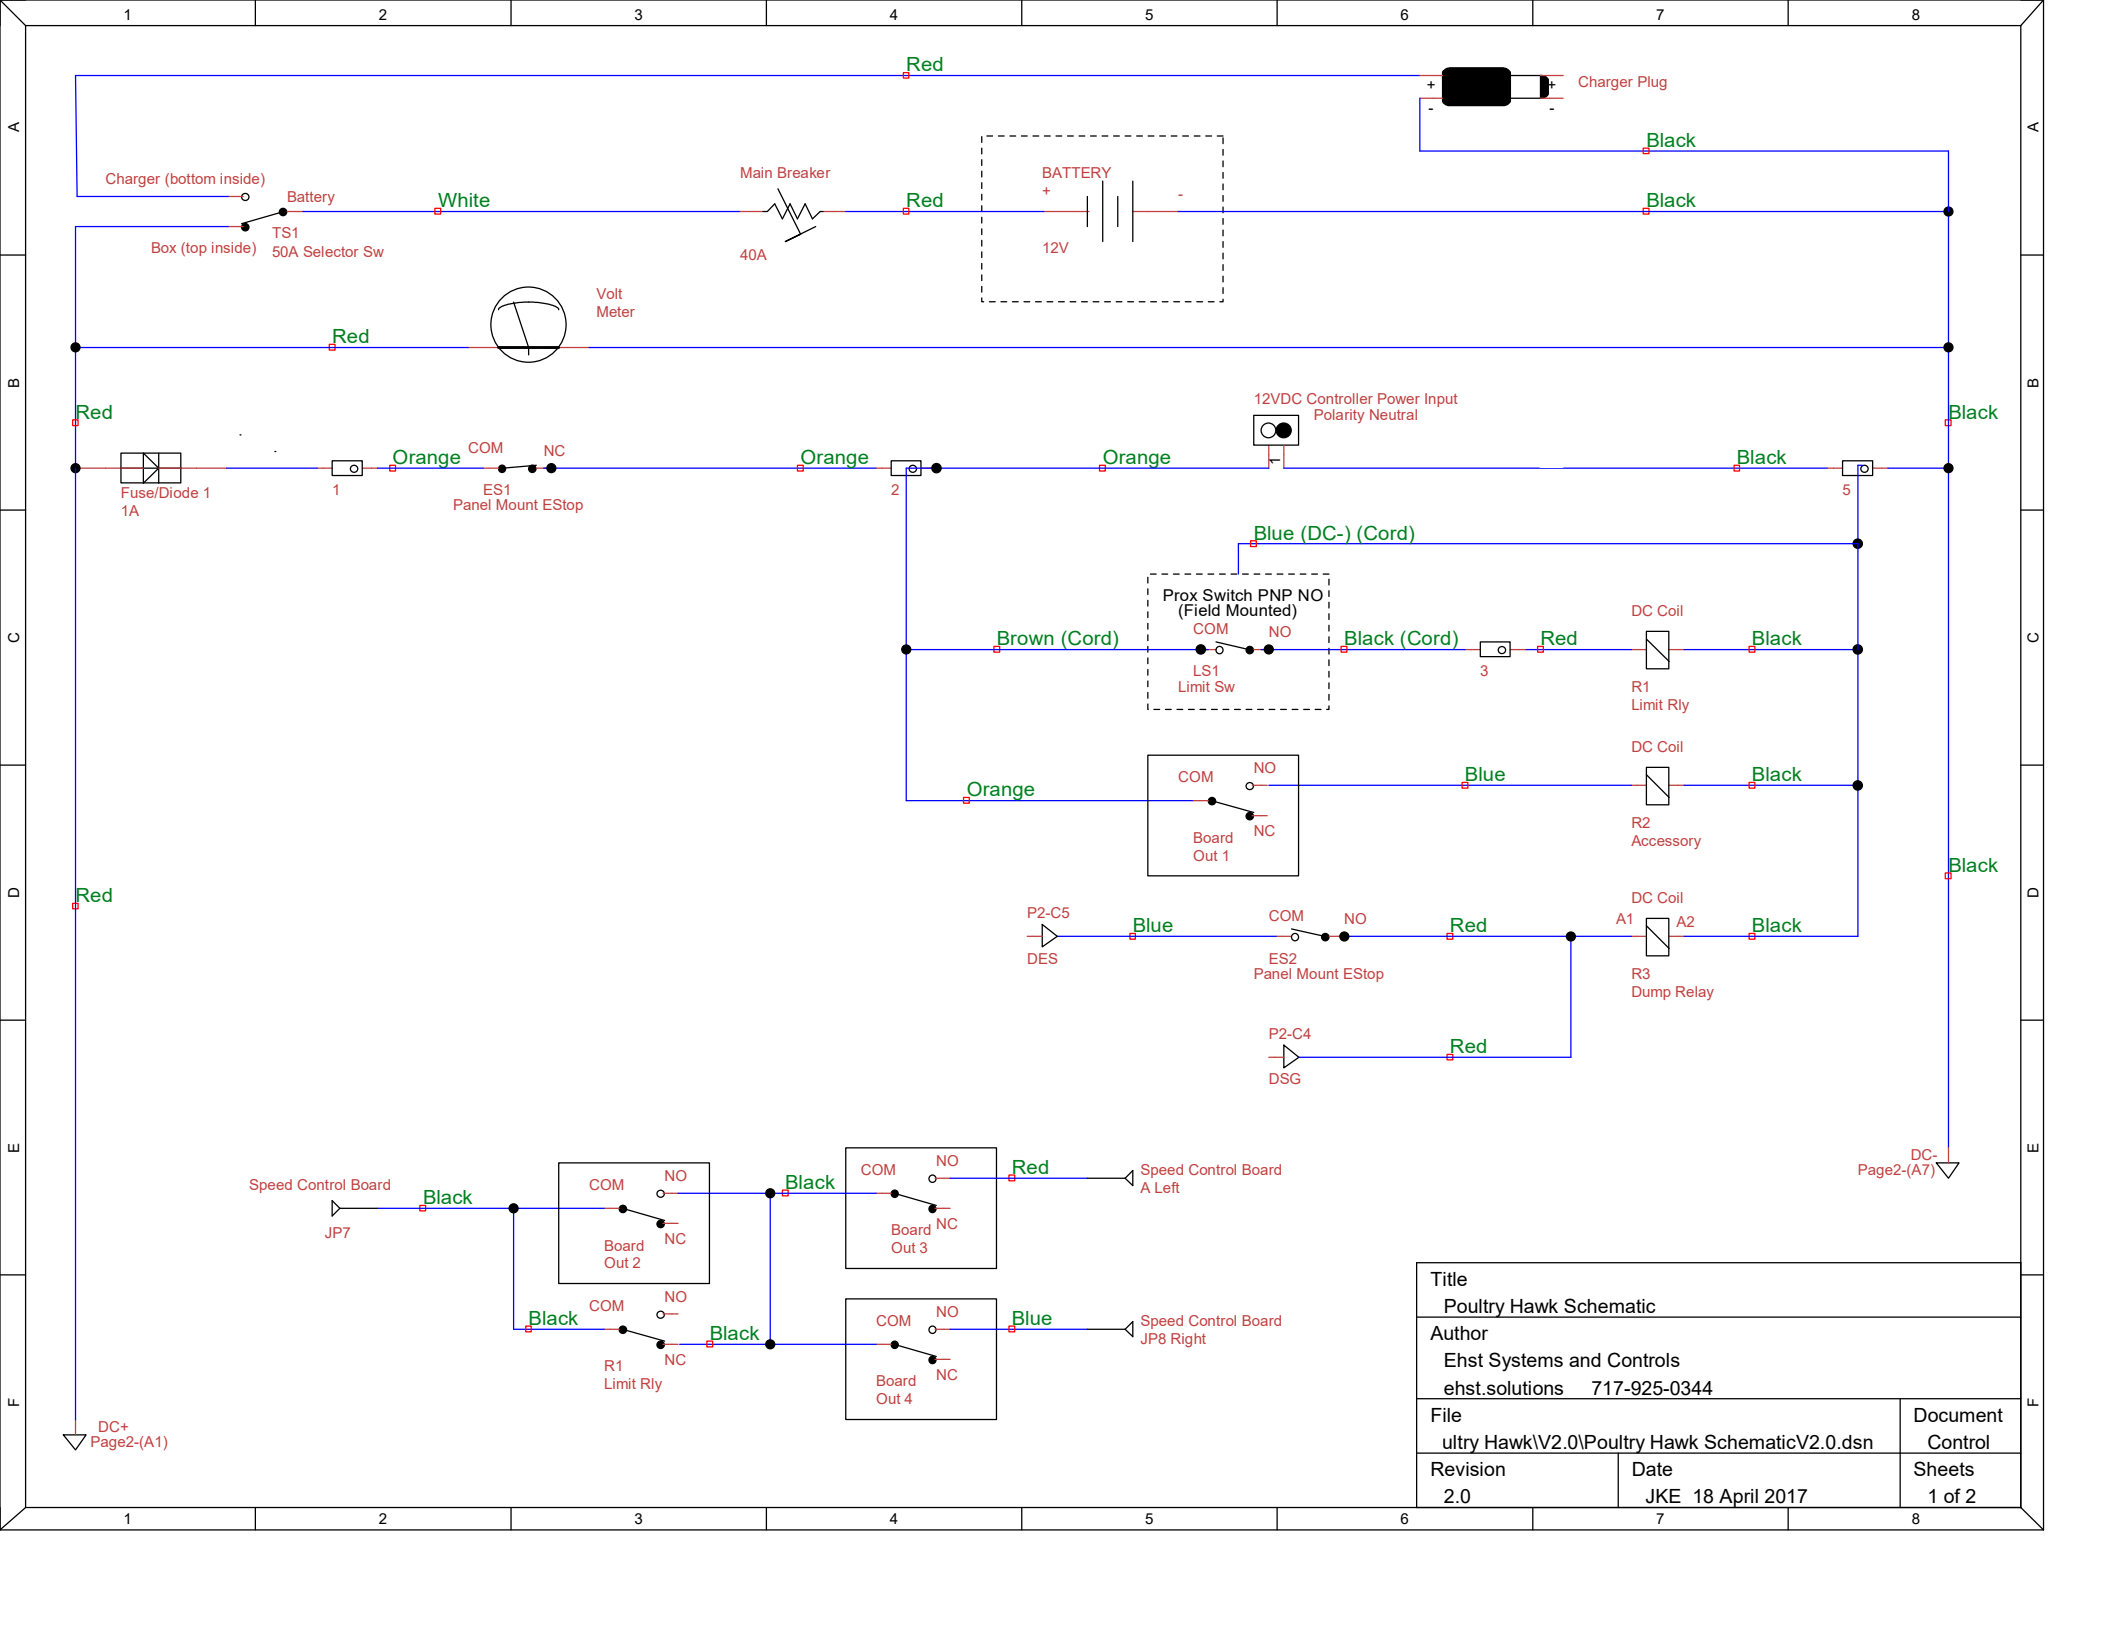 1 2 3 4 5 6 7 8
A A
B B
C C
D D
E E
F F
Red
+ +
- -
Charger Plug
Black
Charger (bottom inside)
Battery
White
Main Breaker
Red
BATTERY
+ -
Black
TS1
Box (top inside)
50A Selector Sw
40A
12V
Volt
Meter
Red
12VDC Controller Power Input
Polarity Neutral
Red
Black
COM NC
Orange
Orange
Orange
1
Black
Fuse/Diode 1
1A
1
ES1
Panel Mount EStop
2
5
Blue (DC-) (Cord)
Prox Switch PNP NO
(Field Mounted)
COM NO
Brown (Cord)
Black (Cord)
Red
DC Coil
Black
LS1
Limit Sw
3
R1
Limit Rly
DC Coil
COM NO
Orange
Blue
Black
NC
Board
Out 1
R2
Accessory
Red
Black
P2-C5
Blue
COM NO
Red
DC Coil
A1 A2
Black
DES
ES2
Panel Mount EStop
R3
Dump Relay
P2-C4
Red
DSG
DC-
Page2-(A7)
Speed Control Board
Black
JP7
COM NO
NC
Board
Out 2
Black
COM NO
NC
Board
Out 3
Red
Speed Control Board
A Left
Black
COM NO
NC
R1
Limit Rly
Black
COM NO
NC
Board
Out 4
Blue
Speed Control Board
JP8 Right
DC+
Page2-(A1)
Title
Poultry Hawk Schematic
Author
Ehst Systems and Controls
ehst.solutions 717-925-0344
File
Document
ultry Hawk\V2.0\Poultry Hawk SchematicV2.0.dsn
Control
Revision
Date
Sheets
2.0
JKE 18 April 2017
1 of 2
1 2 3 4 5 6 7 8